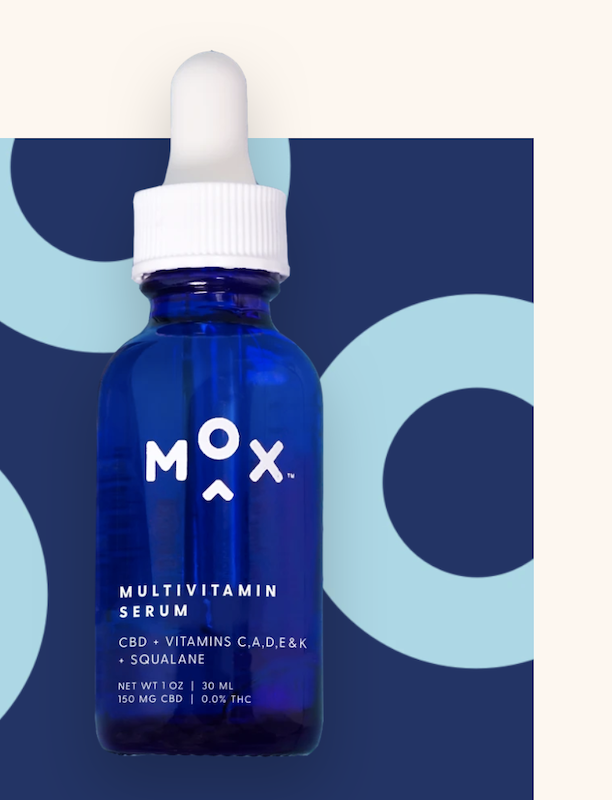 MOX™
MULTIVITAMIN
SERUM
CBD + VITAMINS C,A,D,E&K
+ SQUALANE
NET WT 1 OZ | 30 ML
150 MG CBD | 0.0% THC